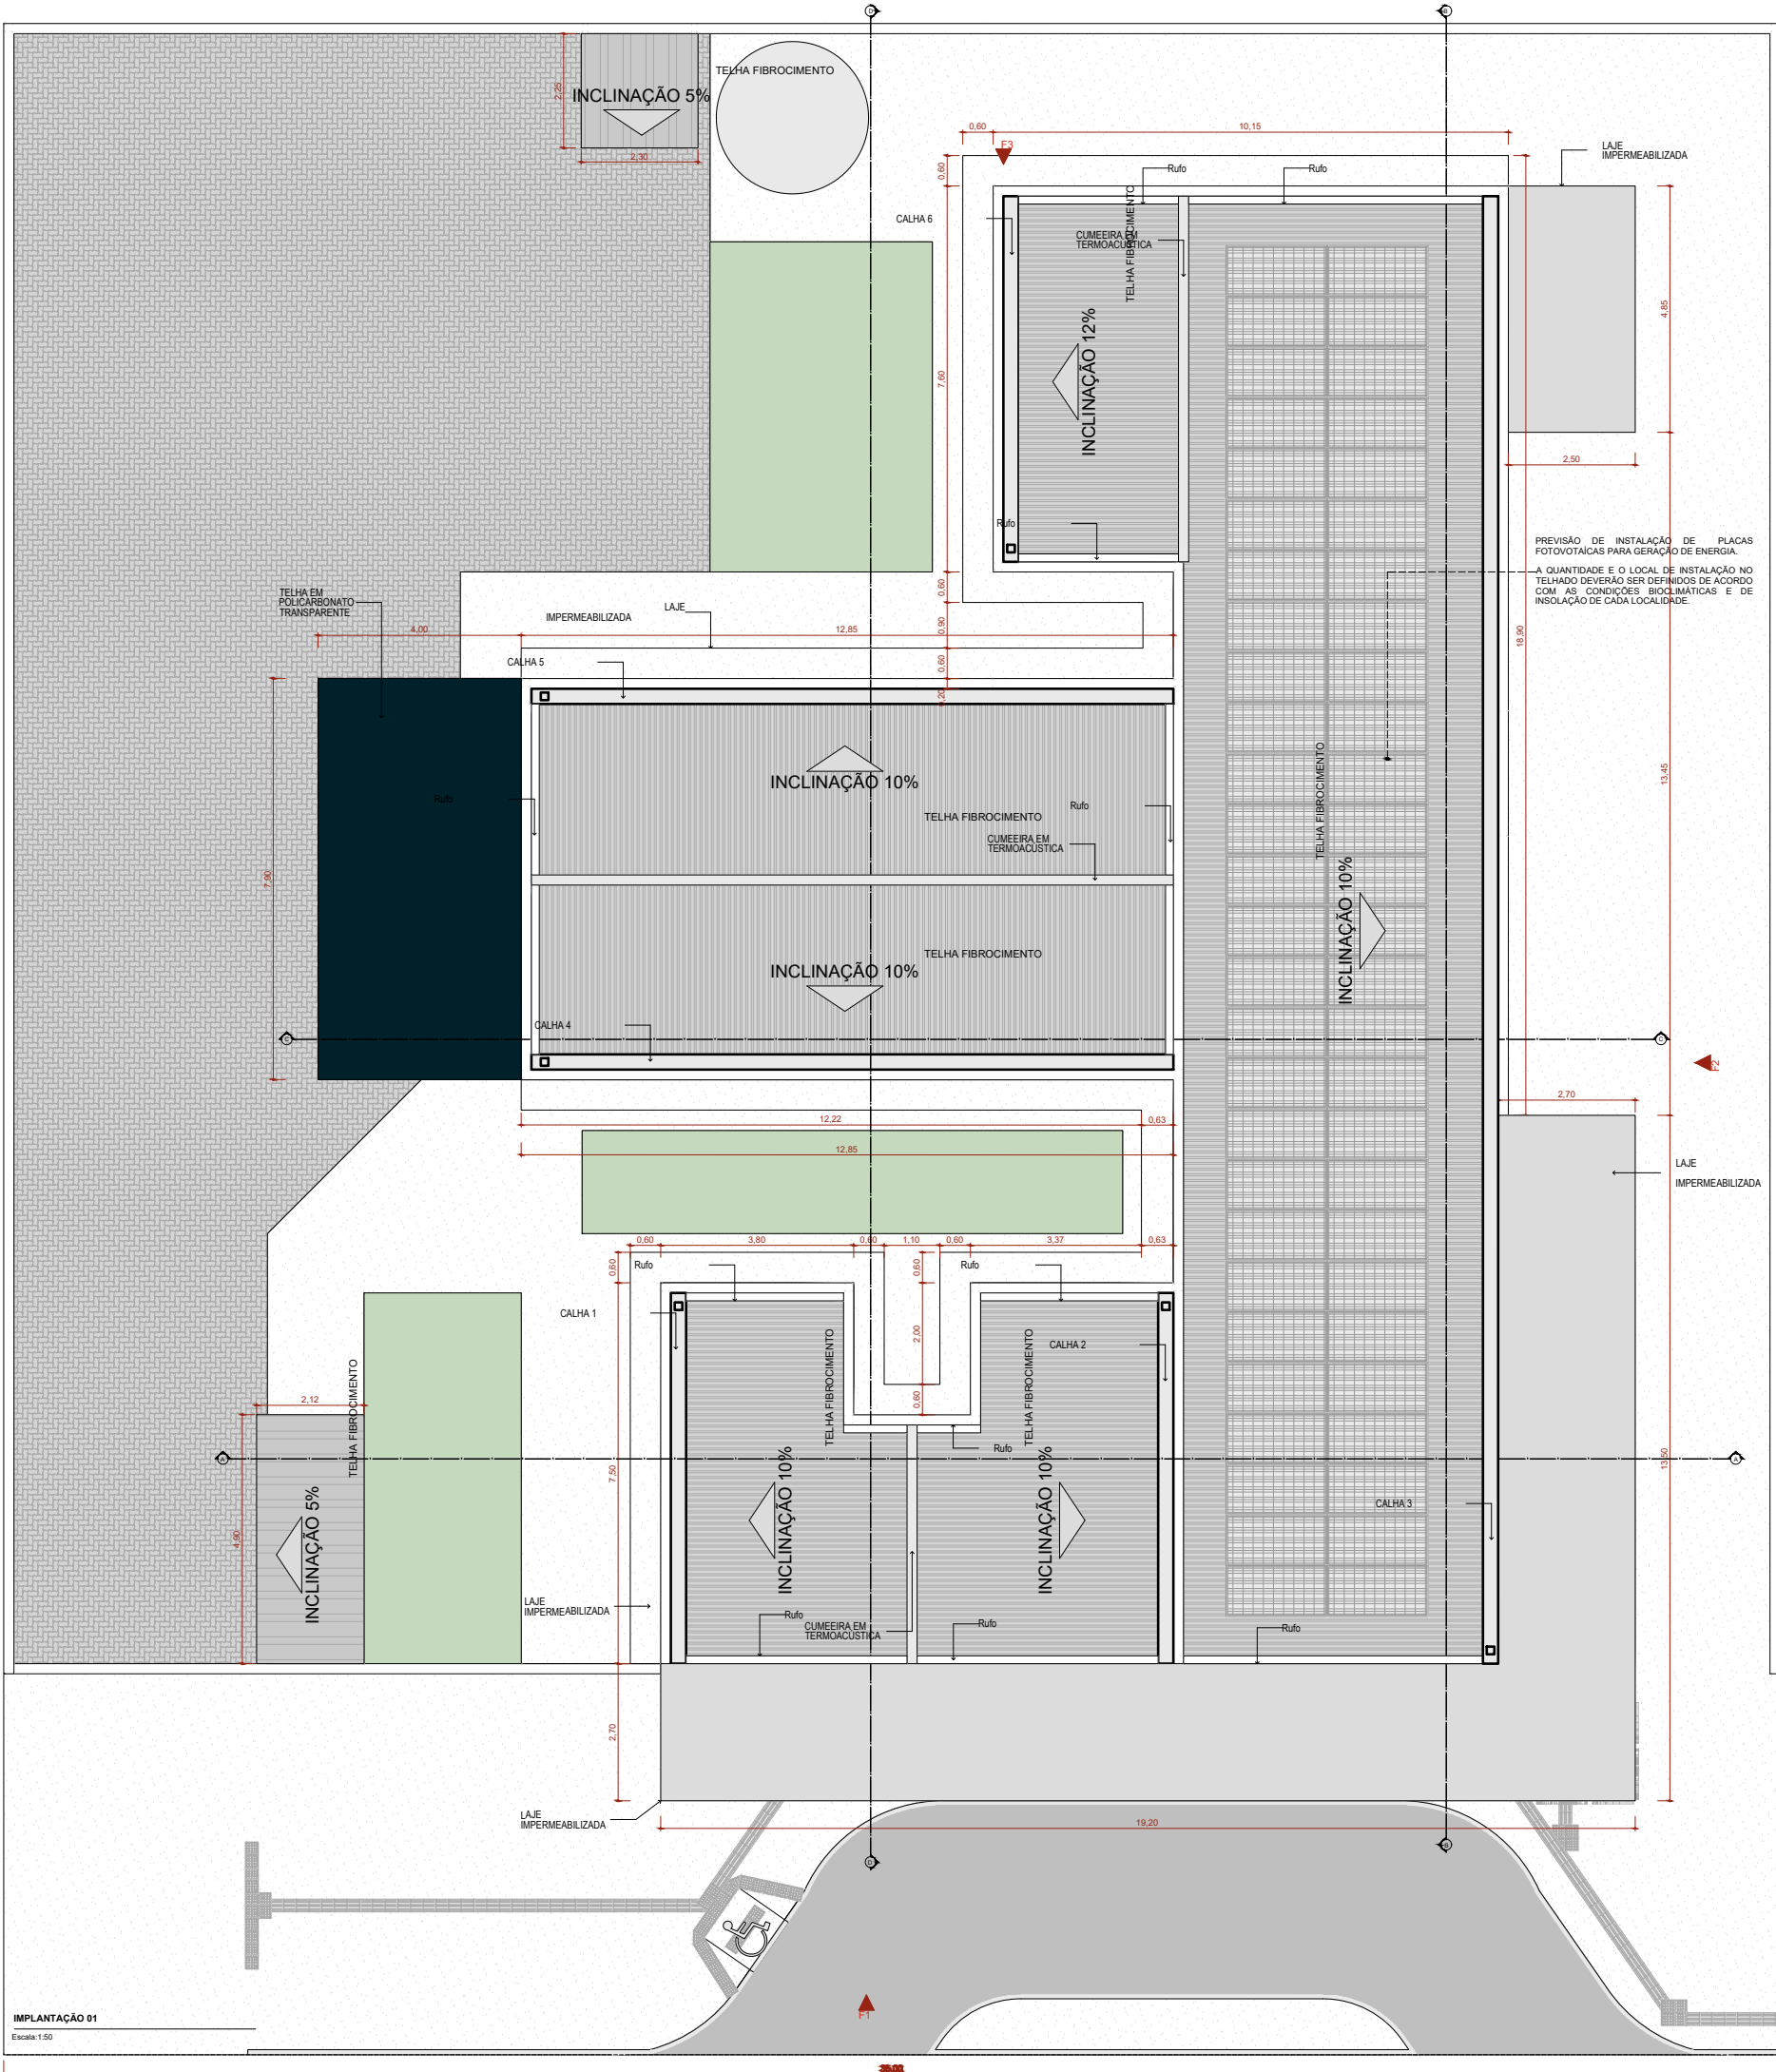 D
B
TELHA FIBROCIMENTO
2,25
INCLINAÇÃO 5%
2,30
0,60
10,15
F3
0,60
LAJE
IMPERMEABILIZADA
Rufo
Rufo
CALHA 6
CUMEEIRA EM
TERMOACÚSTICA
TELHA FIBROCIMENTO
INCLINAÇÃO 12%
7,60
4,85
2,50
Rufo
PREVISÃO DE INSTALAÇÃO DE PLACAS
FOTOVOTAÍCAS PARA GERAÇÃO DE ENERGIA.
A QUANTIDADE E O LOCAL DE INSTALAÇÃO NO
TELHADO DEVERÃO SER DEFINIDOS DE ACORDO
COM AS CONDIÇÕES BIOCLIMÁTICAS E DE
INSOLAÇÃO DE CADA LOCALIDADE.
TELHA EM
POLICARBONATO
TRANSPARENTE
LAJE
IMPERMEABILIZADA
0,60
0,90
4,00
12,85
18,90
CALHA 5
0,60
0,20
INCLINAÇÃO 10%
Rufo
Rufo
TELHA FIBROCIMENTO
CUMEEIRA EM
TERMOACÚSTICA
TELHA FIBROCIMENTO
13,45
7,90
INCLINAÇÃO 10%
TELHA FIBROCIMENTO
INCLINAÇÃO 10%
CALHA 4
C
C
F2
2,70
12,22
0,63
12,85
LAJE
IMPERMEABILIZADA
0,60
3,80
0,60
1,10
0,60
3,37
0,63
0,60
0,60
Rufo
Rufo
CALHA 1
2,00
CALHA 2
TELHA FIBROCIMENTO
TELHA FIBROCIMENTO
TELHA FIBROCIMENTO
2,12
0,60
Rufo
A
A
7,50
13,50
INCLINAÇÃO 10%
INCLINAÇÃO 10%
CALHA 3
INCLINAÇÃO 5%
4,90
LAJE
IMPERMEABILIZADA
Rufo
CUMEEIRA EM
TERMOACÚSTICA
Rufo
Rufo
2,70
LAJE
IMPERMEABILIZADA
19,20
B
D
F1
IMPLANTAÇÃO 01
Escala:1:50